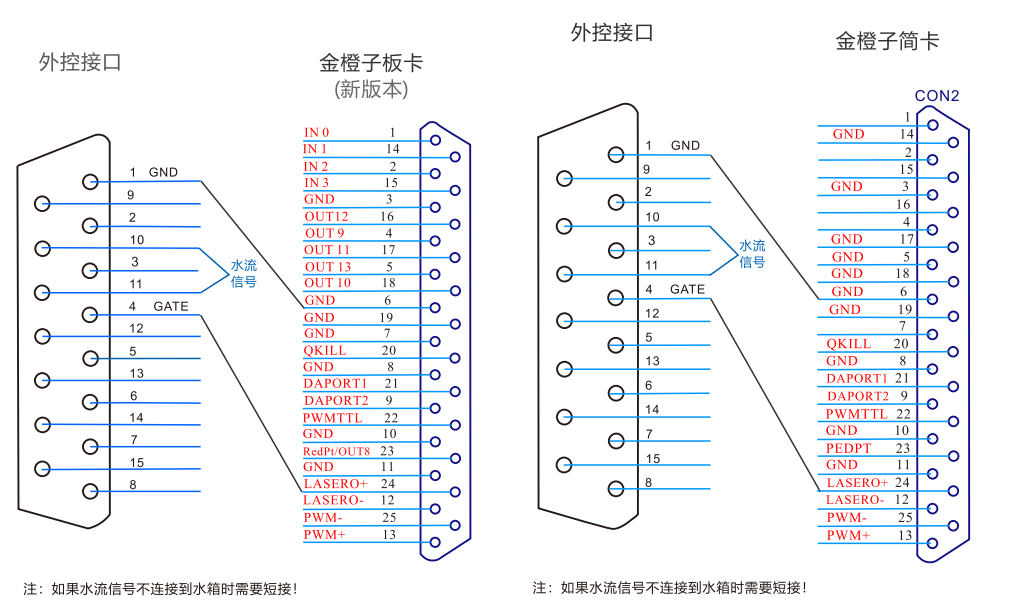 外控接口
金橙子板卡
(新版本)
1 GND
9
2
10
3
11
4 GATE
12
5
13
6
14
7
15
8
水流
信号
IN 0 1
IN 1 14
IN 2 2
IN 3 15
GND 3
OUT12 16
OUT 9 4
OUT 11 17
OUT 13 5
OUT 10 18
GND 6
GND 19
GND 7
QKILL 20
GND 8
DAPORT1 21
DAPORT2 9
PWMTTL 22
GND 10
RedPt/OUT8 23
GND 11
LASERO+ 24
LASERO- 12
PWM- 25
PWM+ 13
注：如果水流信号不连接到水箱时需要短接！
外控接口
金橙子简卡
CON2
1 GND
9
2
10
3
11
4 GATE
12
5
13
6
14
7
15
8
水流
信号
1
GND 14
2
15
GND 3
16
4
GND 17
GND 5
GND 18
GND 6
GND 19
7
QKILL 20
GND 8
DAPORT1 21
DAPORT2 9
PWMTTL 22
GND 10
PEDPT 23
GND 11
LASERO+ 24
LASERO- 12
PWM- 25
PWM+ 13
注：如果水流信号不连接到水箱时需要短接！